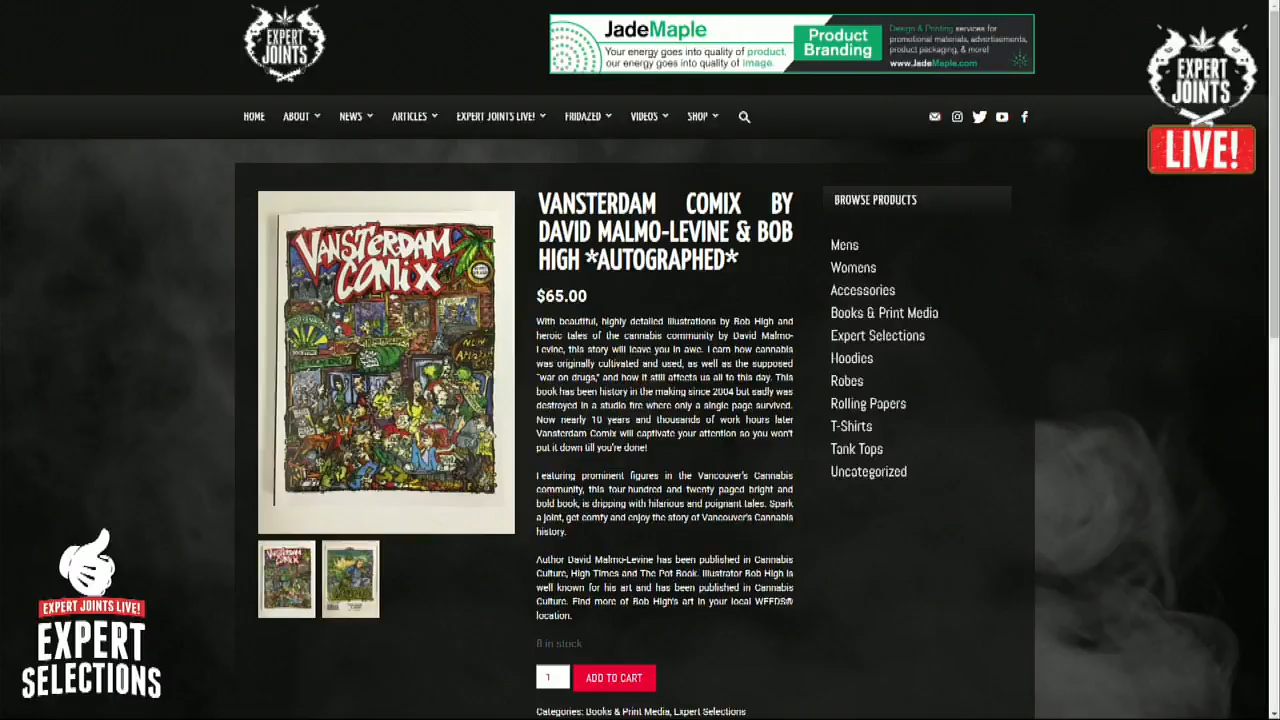 EXPERT
JOINTS
JadeMaple
Your energy goes into quality of product,
our energy goes into quality of image.
Product
Branding
Design & Printing services for
promotional materials, advertisements,
product packaging, & more!
www.JadeMaple.com
EXPERT
JOINTS
LIVE!
HOME ABOUT NEWS ARTICLES EXPERT JOINTS LIVE! FRIDAZED VIDEOS SHOP
VANSTERDAM COMIX BY
DAVID MALMO-LEVINE & BOB
HIGH *AUTOGRAPHED*
$65.00
With beautiful, highly detailed illustrations by Bob High and
heroic tales of the cannabis community by David Malmo-
Levine, this story will leave you in awe. Learn how cannabis
was originally cultivated and used, as well as the supposed
"war on drugs," and how it still affects us all to this day. This
book has been history in the making since 2004 but sadly was
destroyed in a studio fire where only a single page survived.
Now nearly 10 years and thousands of work hours later
Vansterdam Comix will captivate your attention so you won't
put it down till you're done!
Featuring prominent figures in the Vancouver's Cannabis
community, this four hundred and twenty paged bright and
bold book, is dripping with hilarious and poignant tales. Spark
a joint, get comfy and enjoy the story of Vancouver's Cannabis
history.
Author David Malmo-Levine has been published in Cannabis
Culture, High Times and The Pot Book. Illustrator Bob High is
well known for his art and has been published in Cannabis
Culture. Find more of Bob High's art in your local WEEDS®
location.
8 in stock
1 ADD TO CART
Categories: Books & Print Media, Expert Selections
BROWSE PRODUCTS
Mens
Womens
Accessories
Books & Print Media
Expert Selections
Hoodies
Robes
Rolling Papers
T-Shirts
Tank Tops
Uncategorized
VANSTERDAM
COMIX
EXPERT JOINTS LIVE!
EXPERT
SELECTIONS